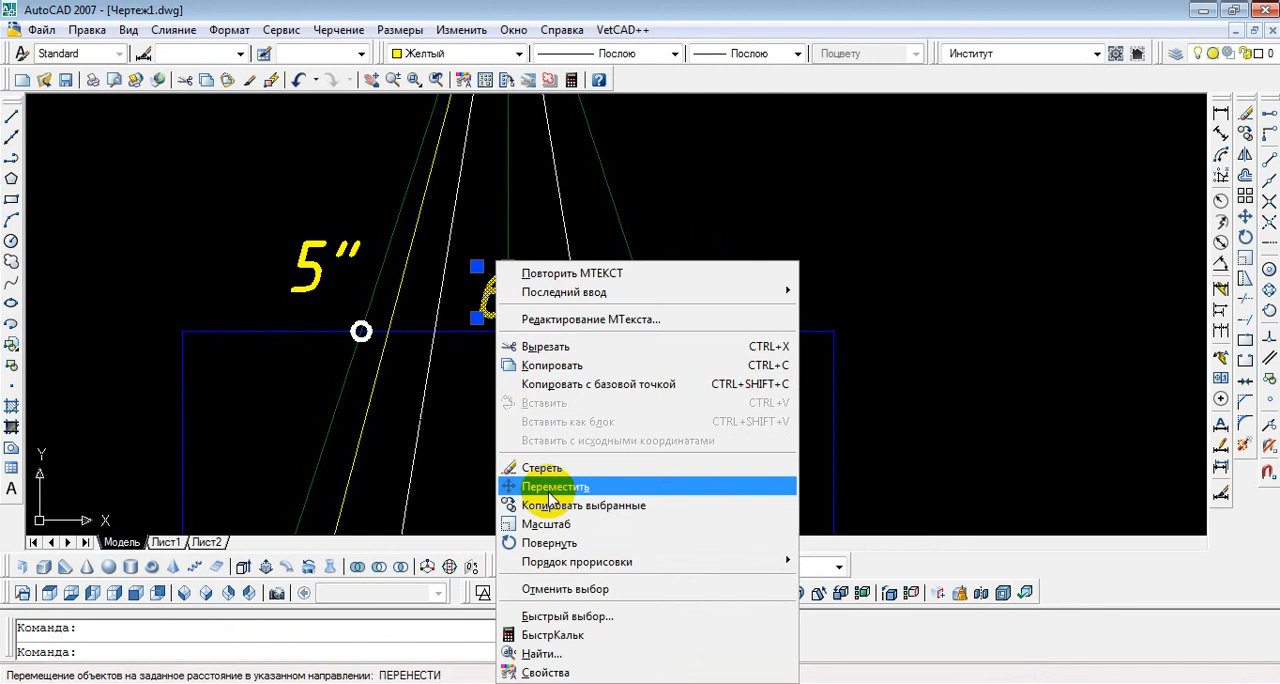 AutoCAD 2007 - [Чертеж1.dwg]
Файл Правка Вид Слияние Формат Сервис Черчение Размеры Изменить Окно Справка VetCAD++
Standard Желтый Послою Послою Поцвету Институт 0
5"
Повторить МТЕКСТ
Последний ввод
Редактирование МТекста...
Вырезать CTRL+X
Копировать CTRL+C
Копировать с базовой точкой CTRL+SHIFT+C
Вставить CTRL+V
Вставить как блок CTRL+SHIFT+V
Вставить с исходными координатами
Стереть
Переместить
Копировать выбранные
Масштаб
Повернуть
Порядок прорисовки
Отменить выбор
Быстрый выбор...
БыстрКальк
Найти...
Свойства
Y
X
Модель Лист1 Лист2
Команда:
Команда:
Перемещение объектов на заданное расстояние в указанном направлении: ПЕРЕНЕСТИ